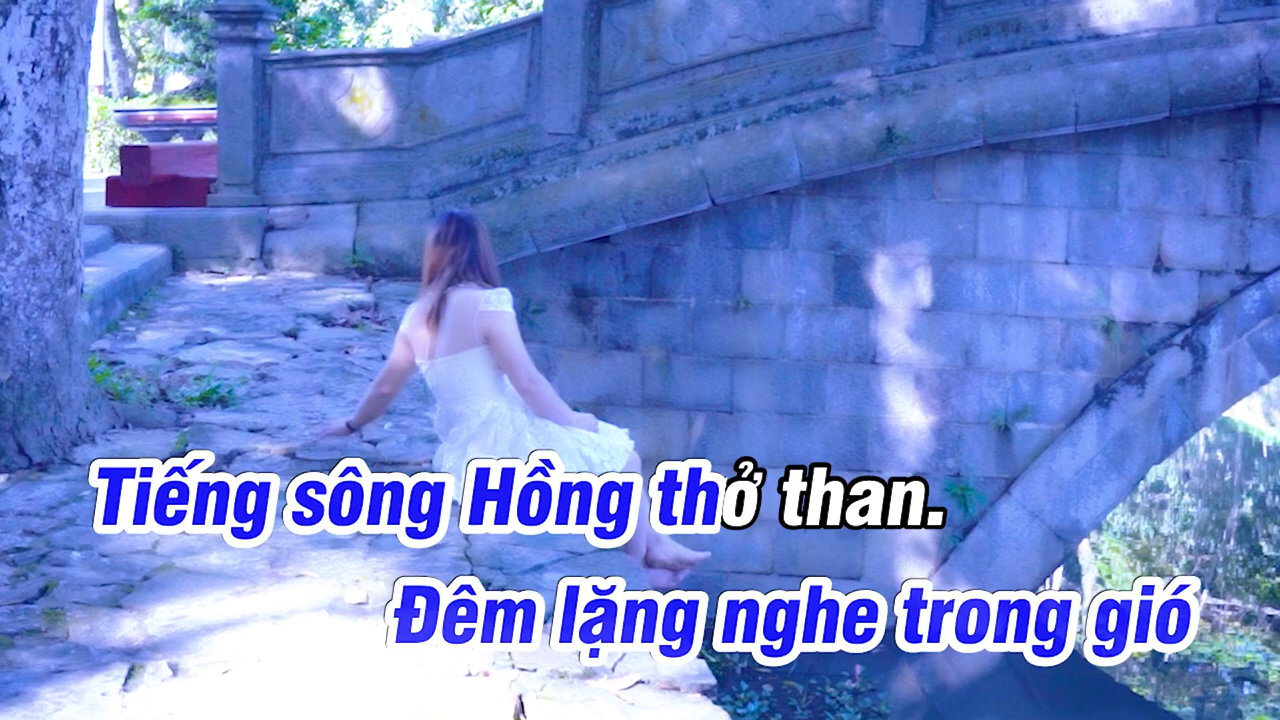 Tiếng sông Hồng thở than.
Đêm lặng nghe trong gió